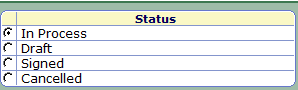 Status
In Process
Draft
Signed
Cancelled